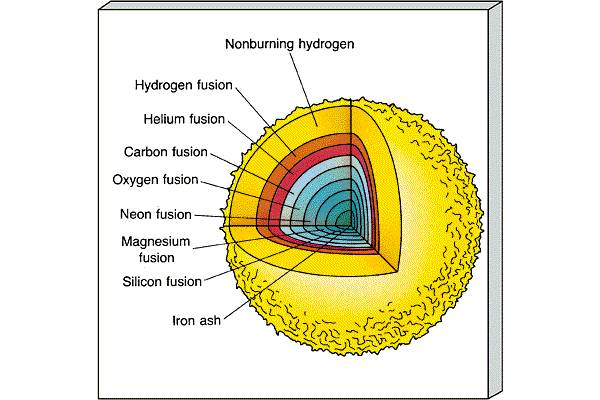 Nonburning hydrogen
Hydrogen fusion
Helium fusion
Carbon fusion
Oxygen fusion
Neon fusion
Magnesium
fusion
Silicon fusion
Iron ash